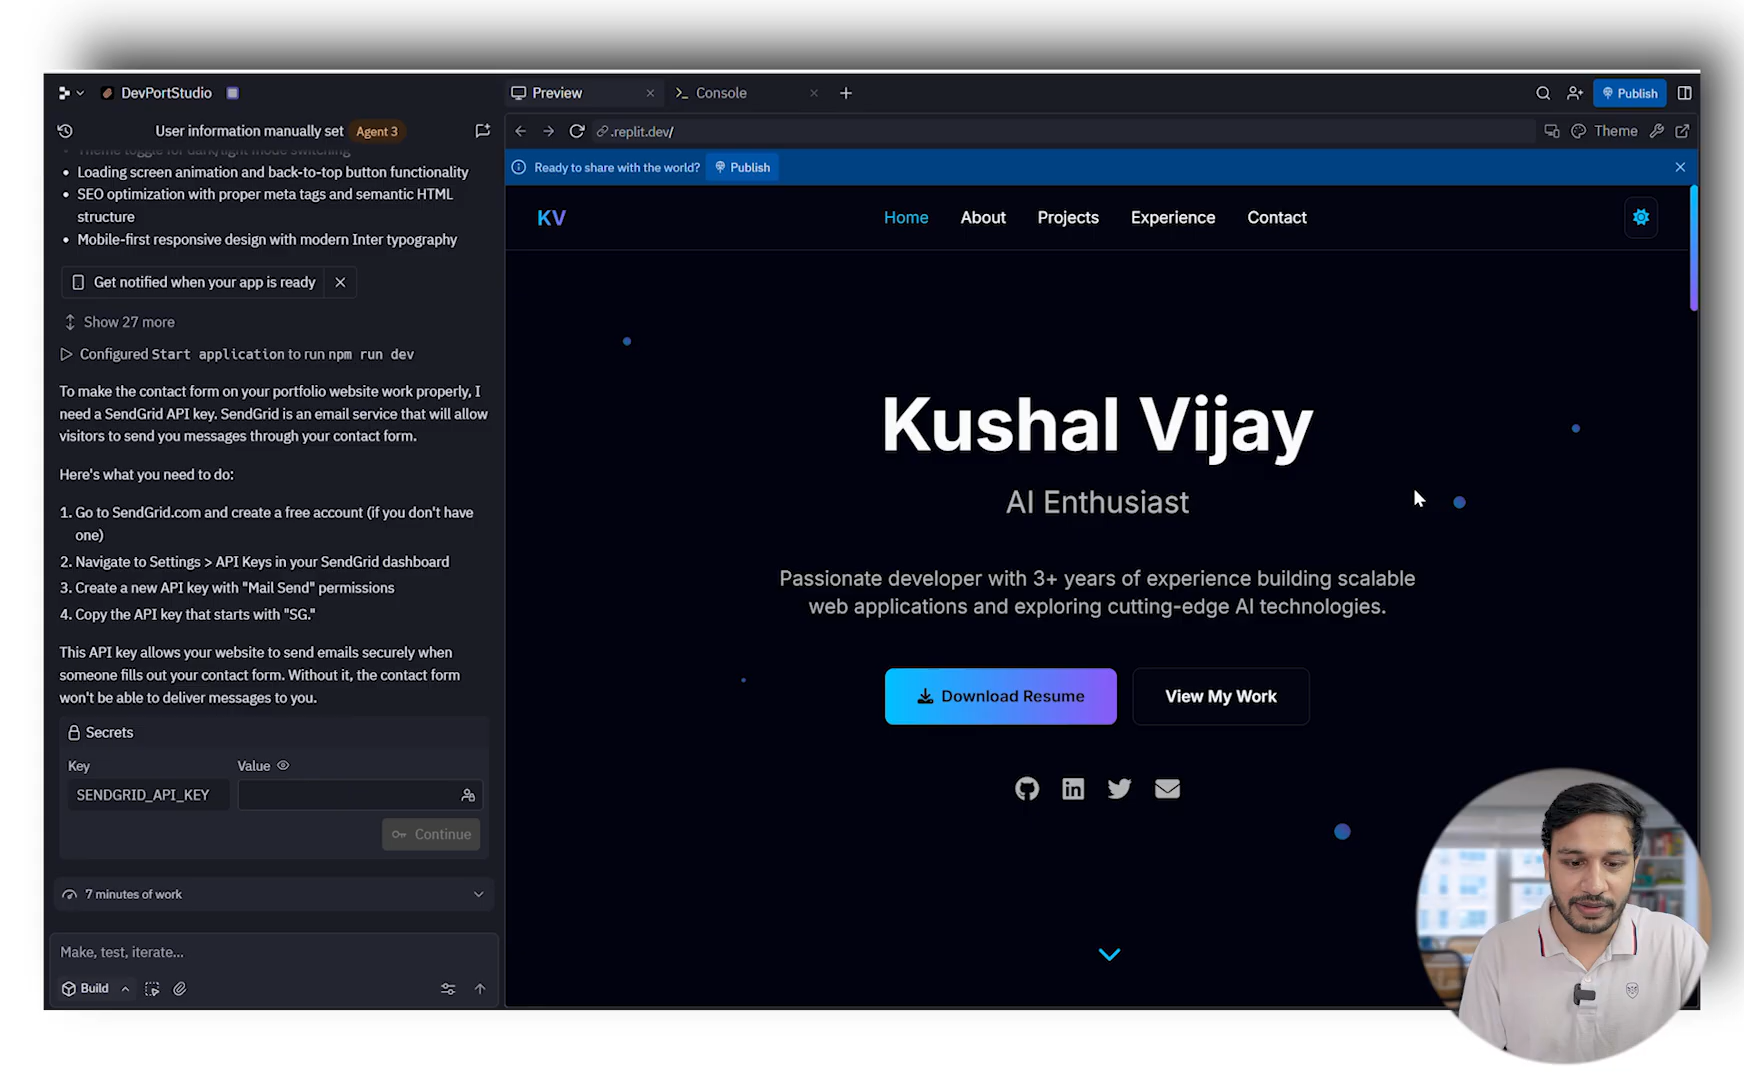 DevPortStudio
User information manually set Agent 3
Theme toggle for dark/light mode switching
• Loading screen animation and back-to-top button functionality
• SEO optimization with proper meta tags and semantic HTML
structure
• Mobile-first responsive design with modern Inter typography
Get notified when your app is ready
Show 27 more
Configured Start application to run npm run dev
To make the contact form on your portfolio website work properly, I
need a SendGrid API key. SendGrid is an email service that will allow
visitors to send you messages through your contact form.
Here's what you need to do:
1. Go to SendGrid.com and create a free account (if you don't have
one)
2. Navigate to Settings > API Keys in your SendGrid dashboard
3. Create a new API key with "Mail Send" permissions
4. Copy the API key that starts with "SG."
This API key allows your website to send emails securely when
someone fills out your contact form. Without it, the contact form
won't be able to deliver messages to you.
Secrets
Key Value
SENDGRID_API_KEY
Continue
7 minutes of work
Make, test, iterate...
Build
Preview Console
Publish
.replit.dev/
Theme
Ready to share with the world? Publish
KV Home About Projects Experience Contact
Kushal Vijay
AI Enthusiast
Passionate developer with 3+ years of experience building scalable
web applications and exploring cutting-edge AI technologies.
Download Resume View My Work
in